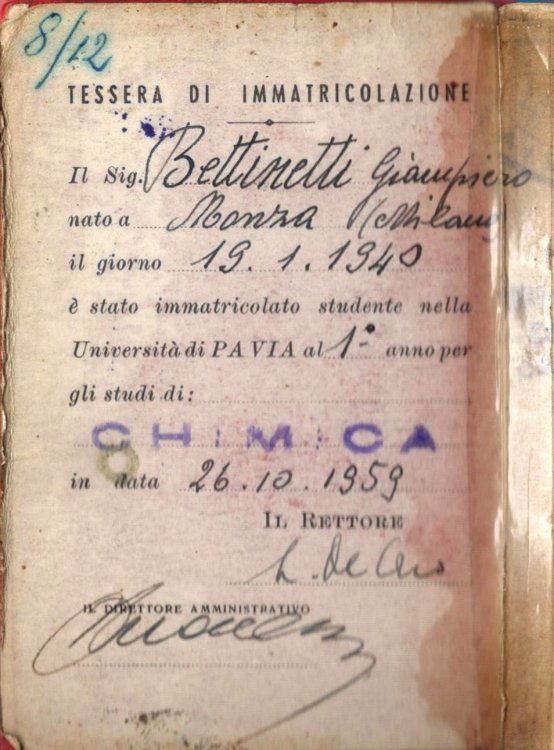 8/12
TESSERA DI IMMATRICOLAZIONE
Il Sig. Bettinetti Giampiero
nato a Monza (Milano)
il giorno 19.1.1940
è stato immatricolato studente nella
Università di PAVIA al 1° anno per
gli studi di:
CHIMICA
in data 26.10.1959
IL RETTORE
L. De Caro
IL DIRETTORE AMMINISTRATIVO